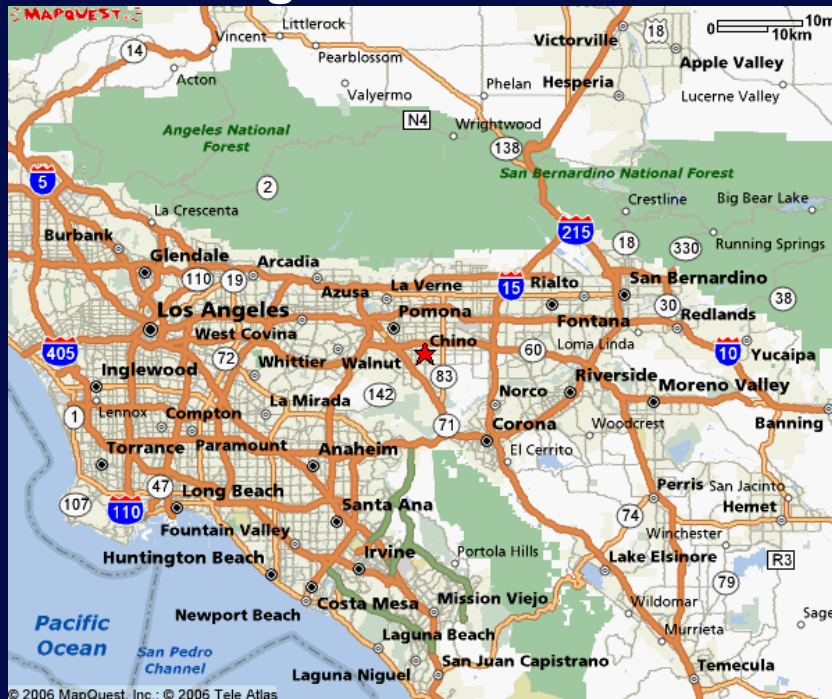 MAPQUEST
10m
0
10km
Vincent
Littlerock
14
Pearblossom
Acton
Valyermo
Phelan
Victorville
18
Apple Valley
Hesperia
Lucerne Valley
N4
Wrightwood
Angeles National
Forest
138
San Bernardino National Forest
5
2
La Crescenta
Crestline
Big Bear Lake
Burbank
215
18
330
Running Springs
Glendale
Arcadia
110
19
Azusa
La Verne
15
Rialto
San Bernardino
38
Los Angeles
Pomona
Fontana
30
Redlands
West Covina
Chino
Loma Linda
405
72
Whittier
Walnut
60
10
Yucaipa
Inglewood
83
Riverside
Moreno Valley
142
Norco
1
Lennox
Compton
La Mirada
71
Corona
Woodcrest
Banning
Torrance
Paramount
Anaheim
El Cerrito
47
107
110
Long Beach
Santa Ana
Perris
San Jacinto
Hemet
74
Fountain Valley
Winchester
Huntington Beach
Irvine
Portola Hills
Lake Elsinore
R3
79
Newport Beach
Costa Mesa
Mission Viejo
Wildomar
Sage
Pacific
Ocean
San Pedro
Channel
Laguna Beach
Murrieta
Laguna Niguel
San Juan Capistrano
Temecula
© 2006 MapQuest, Inc.; © 2006 Tele Atlas